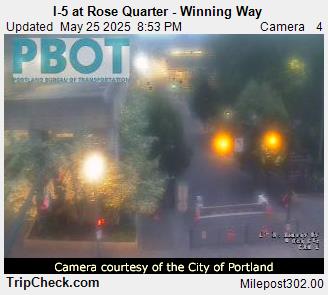 I-5 at Rose Quarter - Winning Way
Updated May 25 2025 8:53 PM Camera 4
PBOT
PORTLAND BUREAU OF TRANSPORTATION
Camera courtesy of the City of Portland
TripCheck.com Milepost302.00